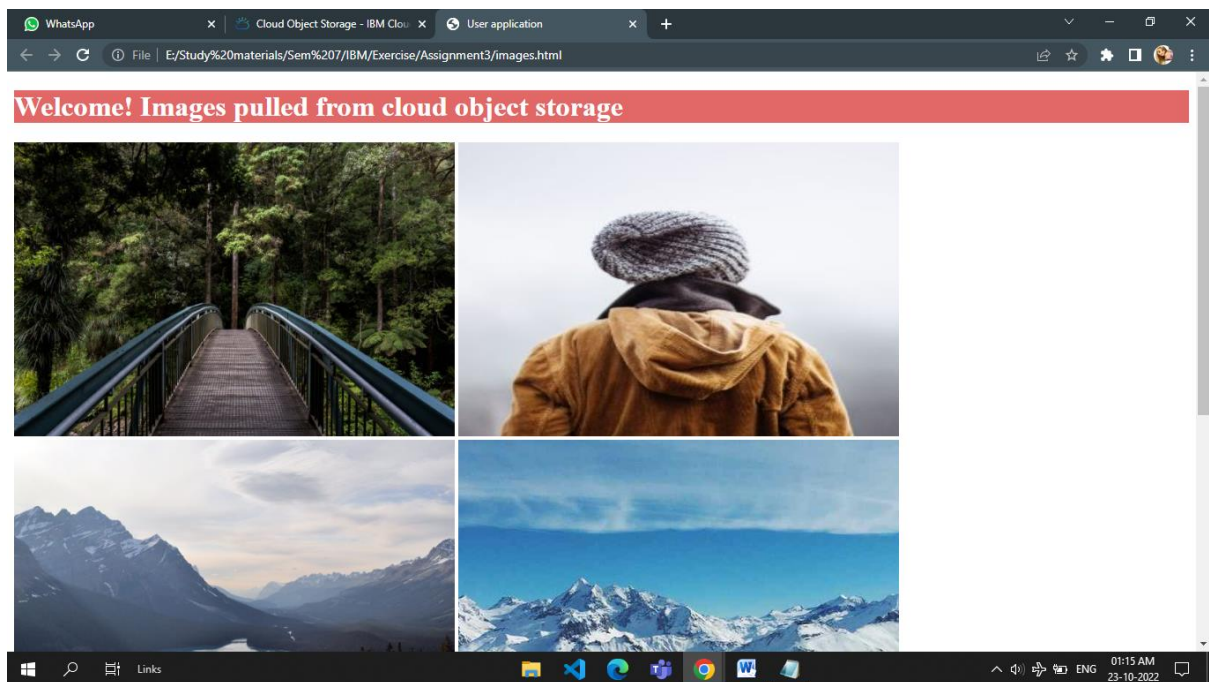 WhatsApp
Cloud Object Storage - IBM Clou
User application
File
E:/Study%20materials/Sem%207/IBM/Exercise/Assignment3/images.html
Welcome! Images pulled from cloud object storage
Links
ENG
01:15 AM
23-10-2022